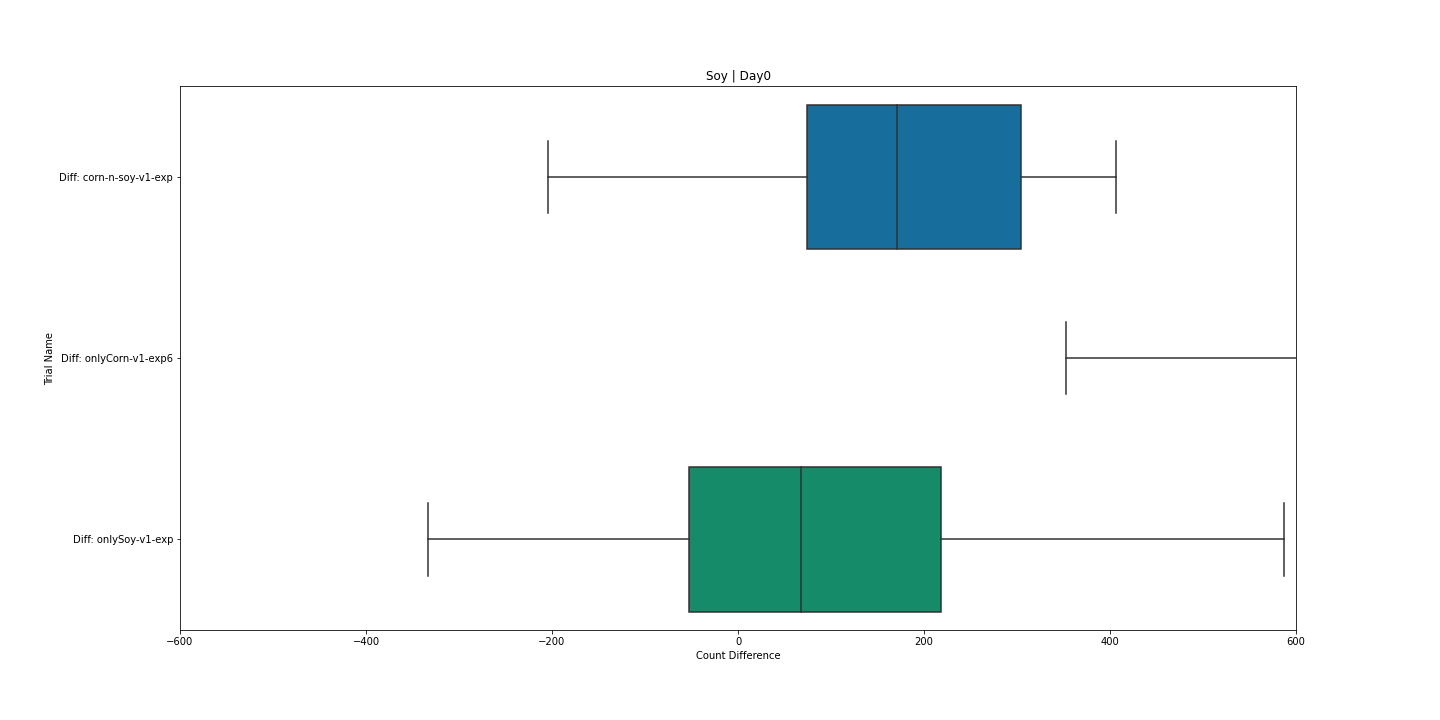 Soy | Day0
Diff: corn-n-soy-v1-exp
Diff: onlyCorn-v1-exp6
Diff: onlySoy-v1-exp
Trial Name
−600 −400 −200 0 200 400 600
Count Difference